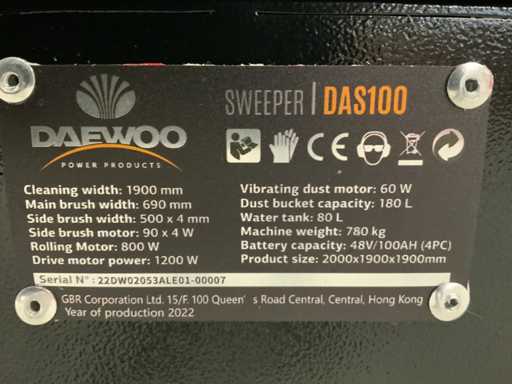 SWEEPER | DAS100
DAEWOO
POWER PRODUCTS
CE
Cleaning width: 1900 mm
Main brush width: 690 mm
Side brush width: 500 x 4 mm
Side brush motor: 90 x 4 W
Rolling Motor: 800 W
Drive motor power: 1200 W
Vibrating dust motor: 60 W
Dust bucket capacity: 180 L
Water tank: 80 L
Machine weight: 780 kg
Battery capacity: 48V/100AH (4PC)
Product size: 2000x1900x1900mm
Serial N°: 22DW02053ALE01-00007
GBR Corporation Ltd. 15/F. 100 Queen's Road Central, Central, Hong Kong
Year of production 2022